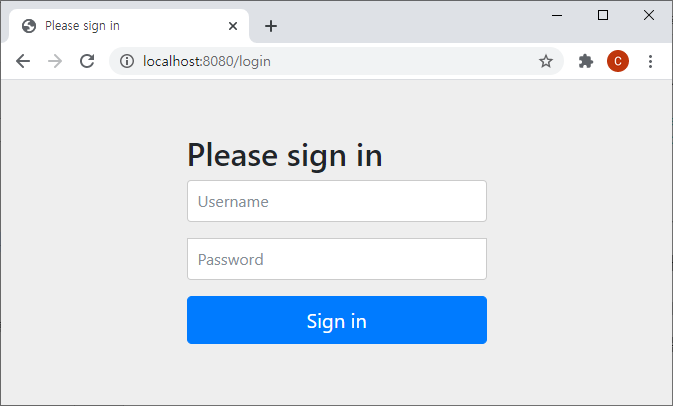 Please sign in
localhost:8080/login
C
Please sign in
Username
Password
Sign in